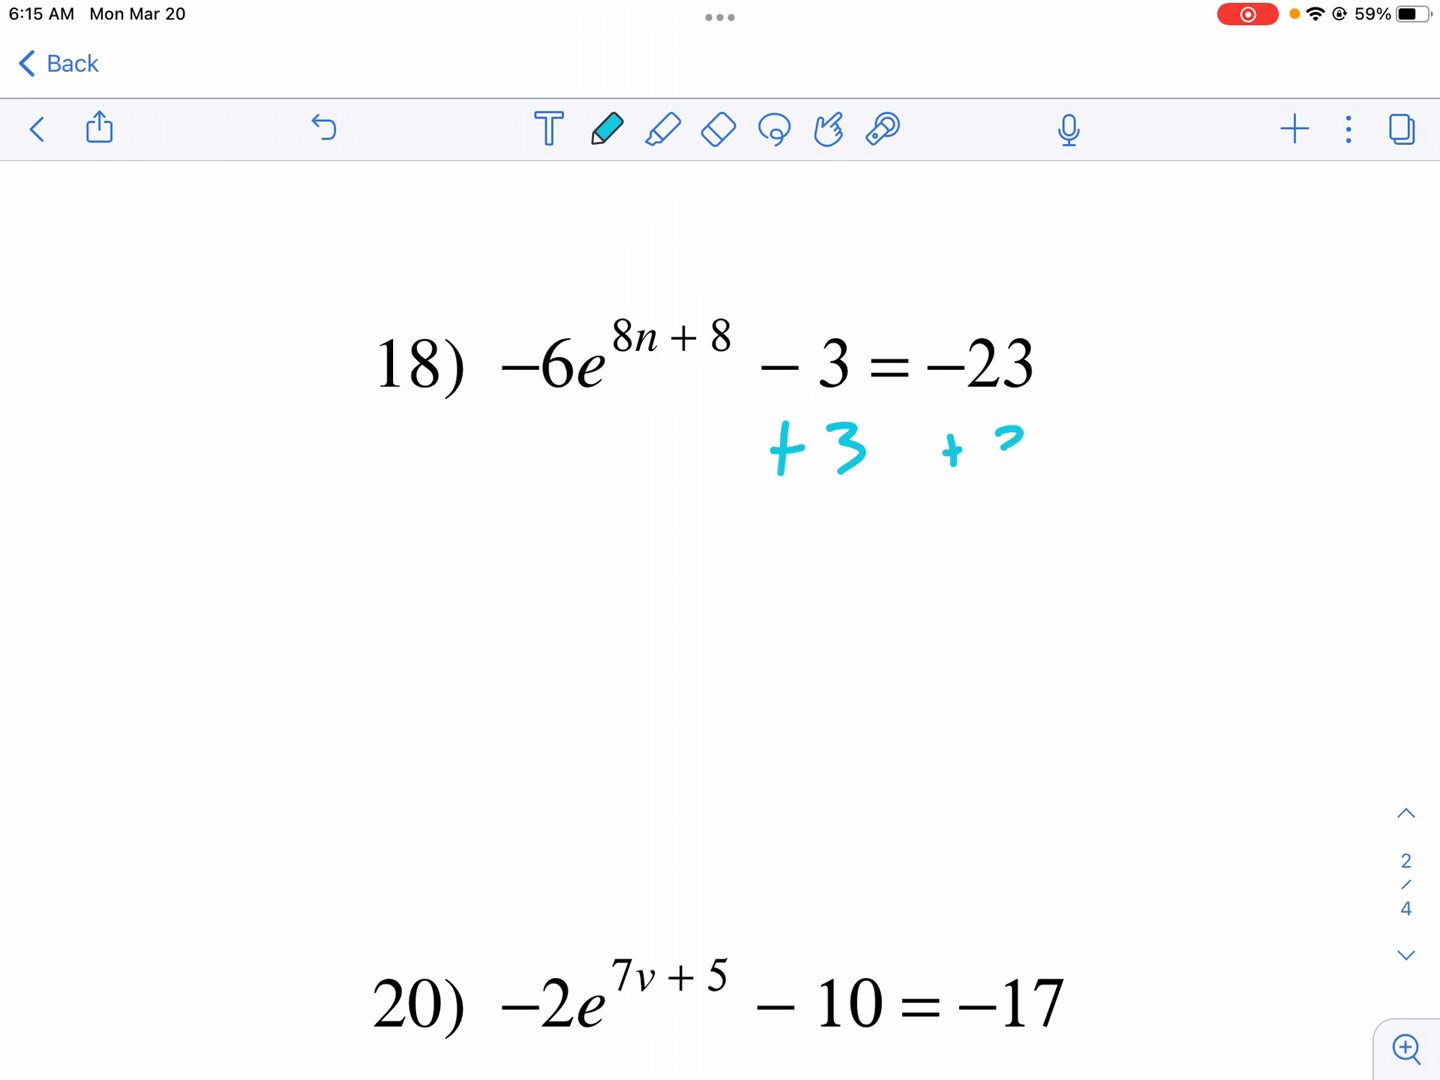 6:15 AM Mon Mar 20 59%
Back
18) −6e^{8n + 8} − 3 = −23
+ 3 +
2
/
4
20) −2e^{7v + 5} − 10 = −17